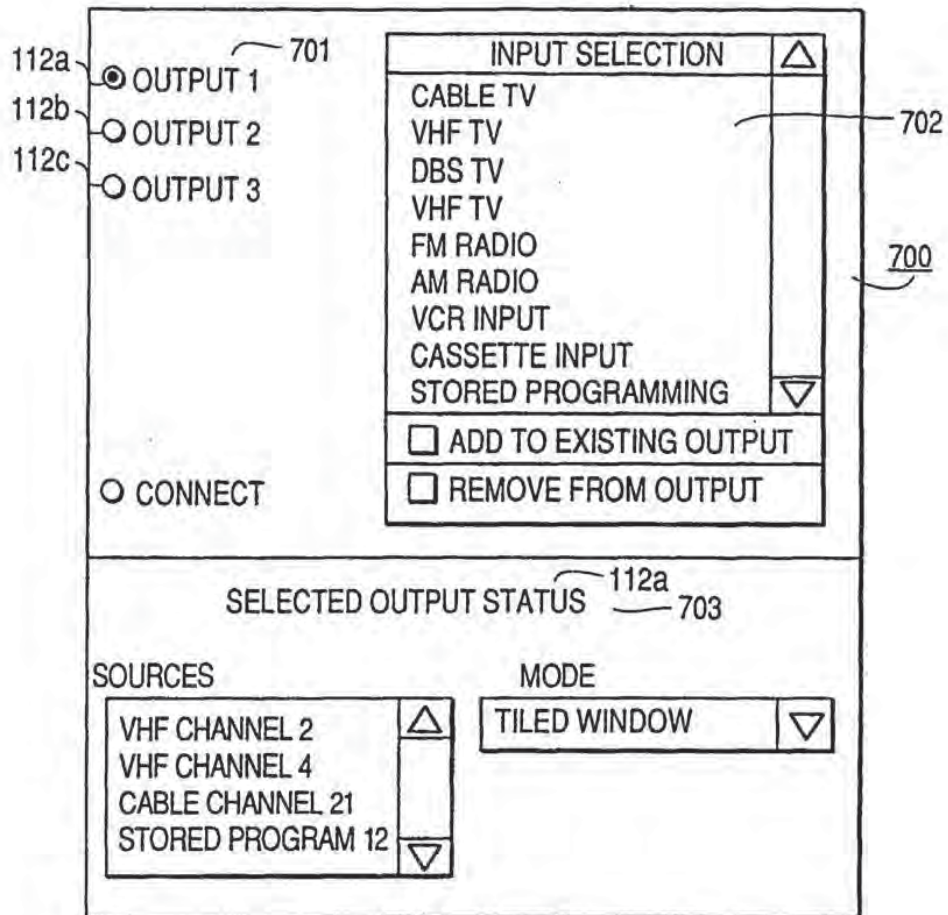 112a
OUTPUT 1
701
112b
OUTPUT 2
112c
OUTPUT 3
CONNECT
INPUT SELECTION
CABLE TV
VHF TV
702
DBS TV
VHF TV
FM RADIO
700
AM RADIO
VCR INPUT
CASSETTE INPUT
STORED PROGRAMMING
ADD TO EXISTING OUTPUT
REMOVE FROM OUTPUT
SELECTED OUTPUT STATUS
112a
703
SOURCES
VHF CHANNEL 2
VHF CHANNEL 4
CABLE CHANNEL 21
STORED PROGRAM 12
MODE
TILED WINDOW